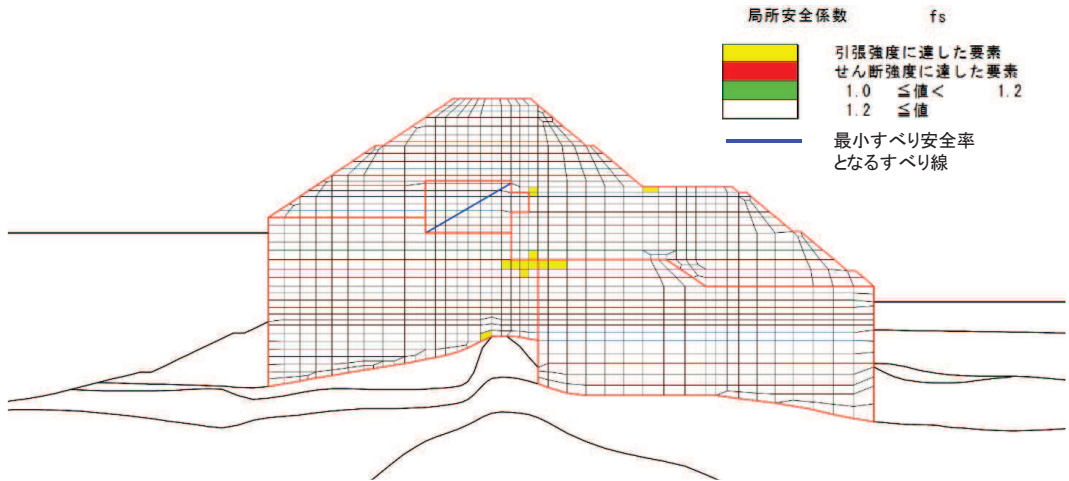 局所安全係数 fs
引張強度に達した要素
せん断強度に達した要素
1.0 ≦値< 1.2
1.2 ≦値
最小すべり安全率
となるすべり線